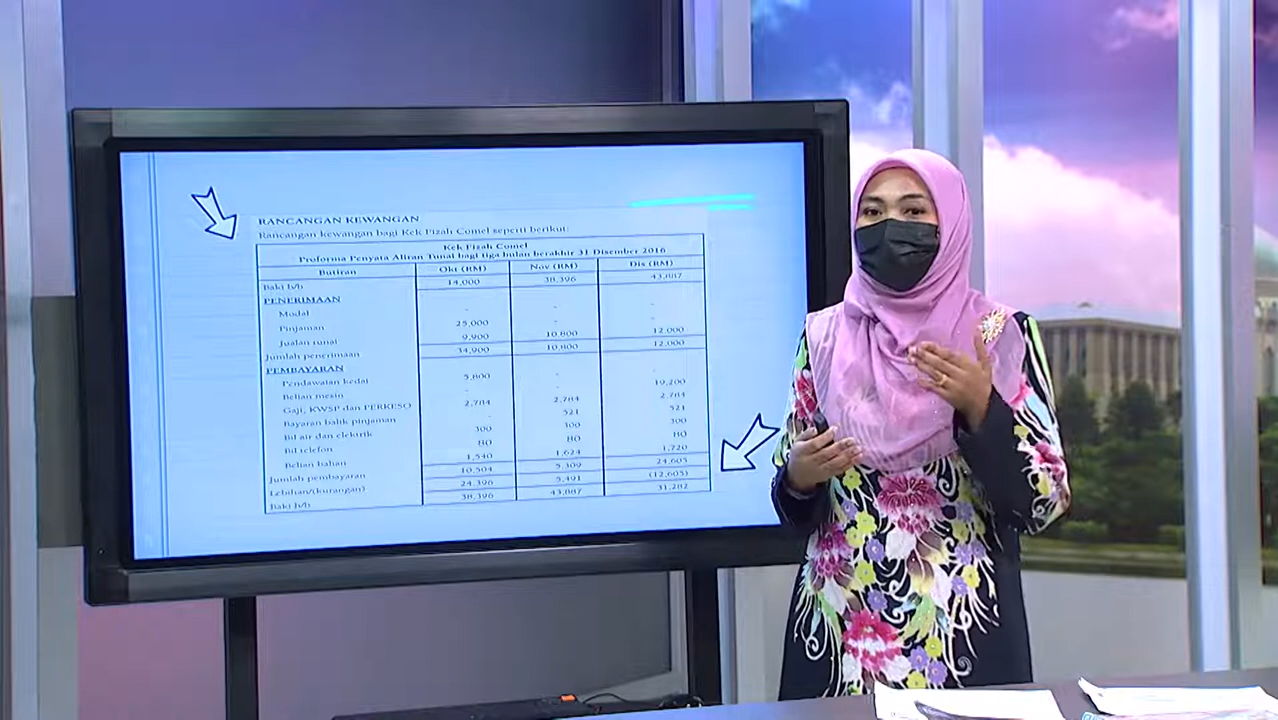 RANCANGAN KEWANGAN
Rancangan kewangan bagi Kek Fizah Comel seperti berikut:
Kek Fizah Comel
Proforma Penyata Aliran Tunai bagi tiga bulan berakhir 31 Disember 2016
Butiran Okt (RM) Nov (RM) Dis (RM)
Baki b/b 14,000 38,396 43,887
PENERIMAAN
Modal - - -
Pinjaman 25,000 - -
Jualan tunai 9,900 10,800 12,000
Jumlah penerimaan 34,900 10,800 12,000
PEMBAYARAN
Pendawaian kedai 5,800 - -
Belian mesin - - 19,200
Gaji, KWSP dan PERKESO 2,784 2,784 2,784
Bayaran balik pinjaman - 521 521
Bil air dan elektrik 300 300 300
Bil telefon 80 80 80
Belian bahan 1,540 1,624 1,720
Jumlah pembayaran 10,504 5,309 24,605
Lebihan/(kurangan) 24,396 5,491 (12,605)
Baki h/b 38,396 43,887 31,282